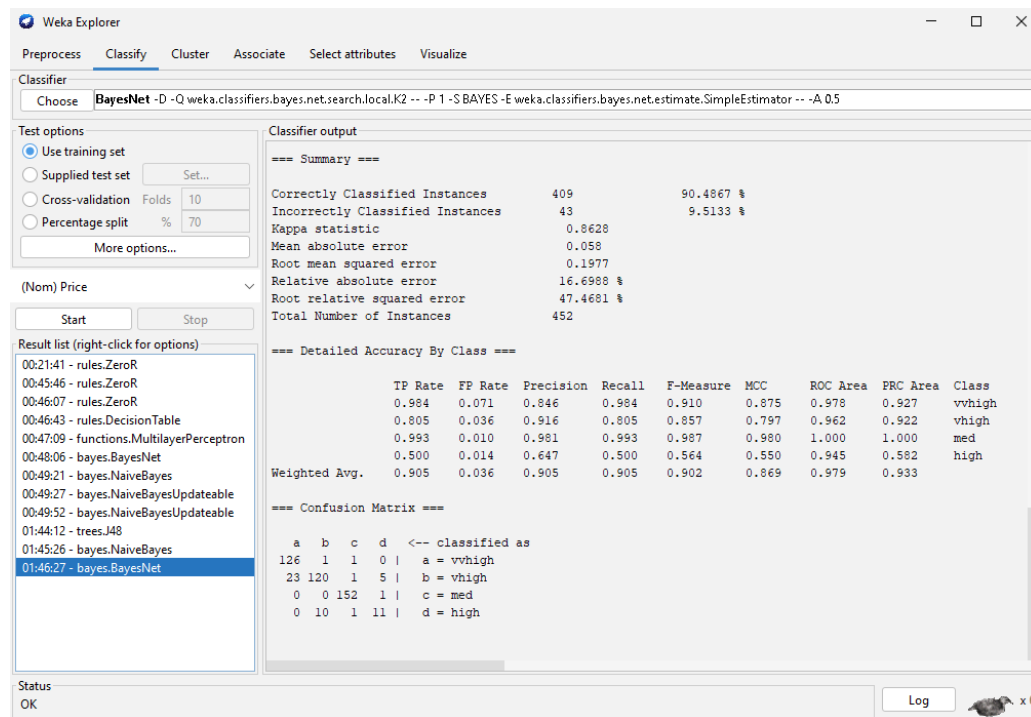 Weka Explorer
Preprocess Classify Cluster Associate Select attributes Visualize
Classifier
Choose BayesNet -D -Q weka.classifiers.bayes.net.search.local.K2 -- -P 1 -S BAYES -E weka.classifiers.bayes.net.estimate.SimpleEstimator -- -A 0.5
Test options
Use training set
Supplied test set Set...
Cross-validation Folds 10
Percentage split % 70
More options...
(Nom) Price
Start Stop
Result list (right-click for options)
00:21:41 - rules.ZeroR
00:45:46 - rules.ZeroR
00:46:07 - rules.ZeroR
00:46:43 - rules.DecisionTable
00:47:09 - functions.MultilayerPerceptron
00:48:06 - bayes.BayesNet
00:49:21 - bayes.NaiveBayes
00:49:27 - bayes.NaiveBayesUpdateable
00:49:52 - bayes.NaiveBayesUpdateable
01:44:12 - trees.J48
01:45:26 - bayes.NaiveBayes
01:46:27 - bayes.BayesNet
Classifier output
=== Summary ===
Correctly Classified Instances 409 90.4867 %
Incorrectly Classified Instances 43 9.5133 %
Kappa statistic 0.8628
Mean absolute error 0.058
Root mean squared error 0.1977
Relative absolute error 16.6988 %
Root relative squared error 47.4681 %
Total Number of Instances 452
=== Detailed Accuracy By Class ===
TP Rate FP Rate Precision Recall F-Measure MCC ROC Area PRC Area Class
0.984 0.071 0.846 0.984 0.910 0.875 0.978 0.927 vvhigh
0.805 0.036 0.916 0.805 0.857 0.797 0.962 0.922 vhigh
0.993 0.010 0.981 0.993 0.987 0.980 1.000 1.000 med
0.500 0.014 0.647 0.500 0.564 0.550 0.945 0.582 high
Weighted Avg. 0.905 0.036 0.905 0.905 0.902 0.869 0.979 0.933
=== Confusion Matrix ===
a b c d <-- classified as
126 1 1 0 | a = vvhigh
23 120 1 5 | b = vhigh
0 0 152 1 | c = med
0 10 1 11 | d = high
Status
OK
Log
x